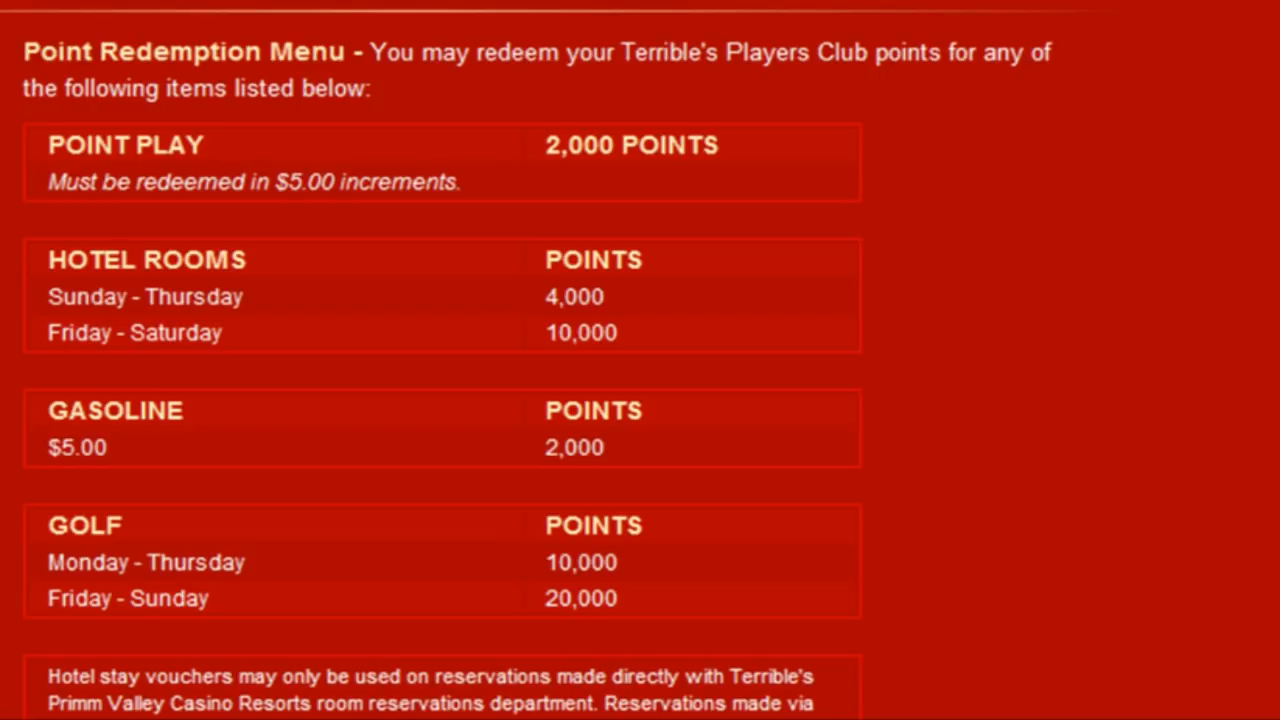 Point Redemption Menu - You may redeem your Terrible's Players Club points for any of
the following items listed below:
POINT PLAY 2,000 POINTS
Must be redeemed in $5.00 increments.
HOTEL ROOMS POINTS
Sunday - Thursday 4,000
Friday - Saturday 10,000
GASOLINE POINTS
$5.00 2,000
GOLF POINTS
Monday - Thursday 10,000
Friday - Sunday 20,000
Hotel stay vouchers may only be used on reservations made directly with Terrible's
Primm Valley Casino Resorts room reservations department. Reservations made via